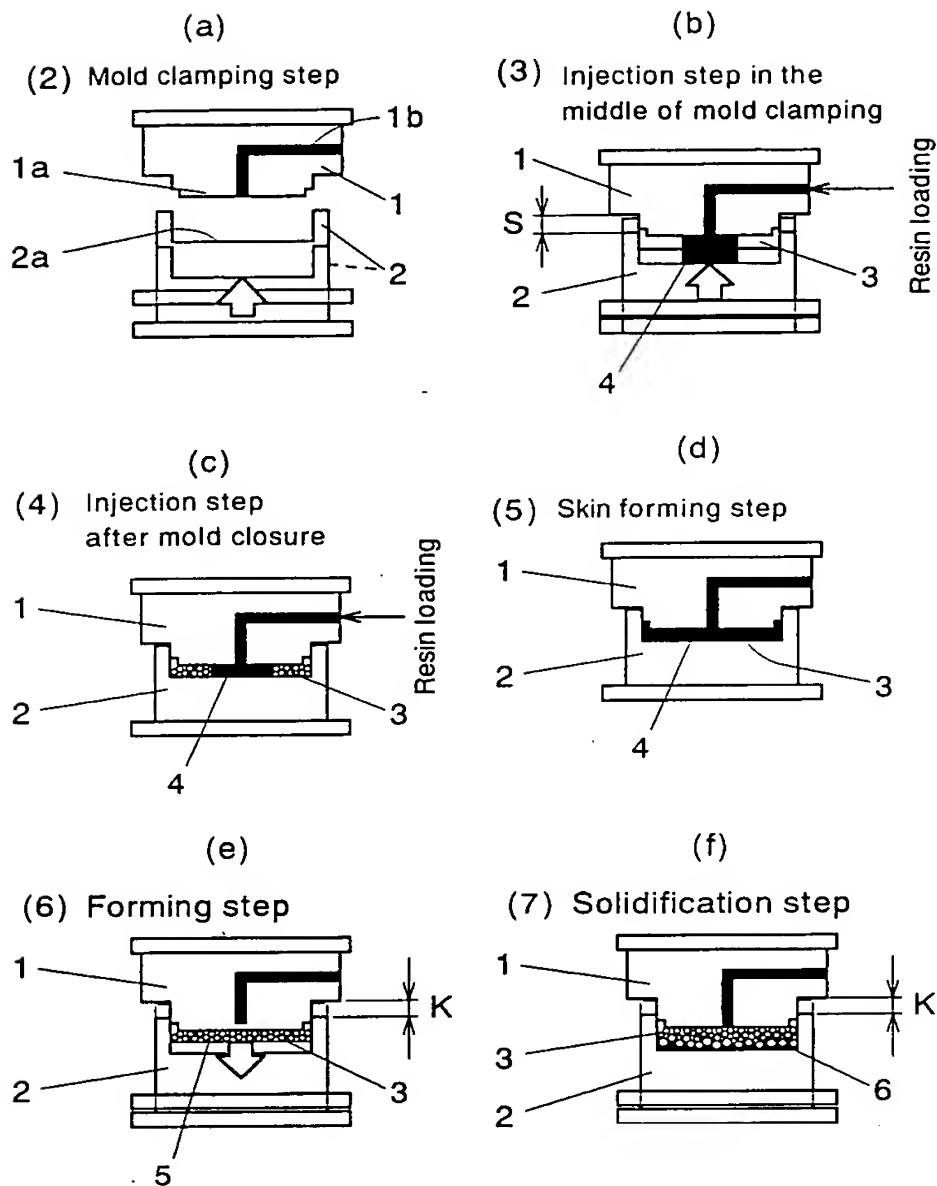 (a)
(2) Mold clamping step
1b
1a
1
2a
2
(b)
(3) Injection step in the
middle of mold clamping
1
S
Resin loading
2
3
4
(c)
(4) Injection step
after mold closure
1
Resin loading
2
3
4
(d)
(5) Skin forming step
1
2
3
4
(e)
(6) Forming step
1
K
2
3
5
(f)
(7) Solidification step
1
K
3
2
6